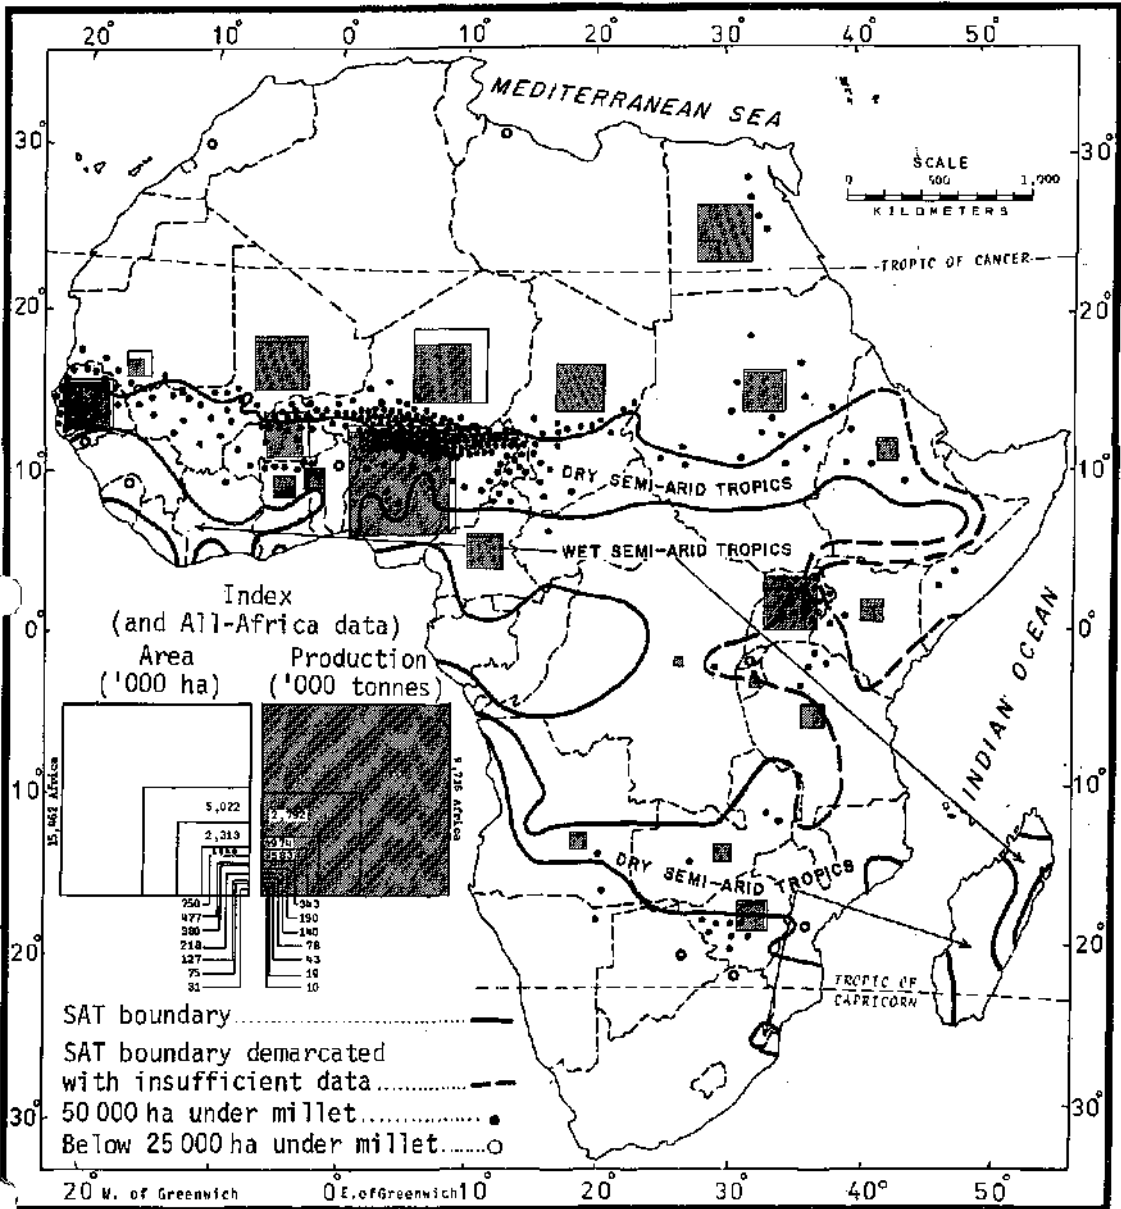 20° 10° 0° 10° 20° 30° 40° 50°
MEDITERRANEAN SEA
30° 30°
SCALE
0 500 1,000
KILOMETERS
TROPIC OF CANCER
20° 20°
10° 10°
DRY SEMI-ARID TROPICS
WET SEMI-ARID TROPICS
INDIAN OCEAN
0° 0°
Index
(and All-Africa data)
Area Production
('000 ha) ('000 tonnes)
15,462 Africa
5,022
2,313
2,792
974
250 343
477 190
380 140
218 78
127 43
75 19
31 10
10° 10°
DRY SEMI-ARID TROPICS
20° 20°
TROPIC OF
CAPRICORN
SAT boundary
SAT boundary demarcated
with insufficient data
50 000 ha under millet
Below 25 000 ha under millet
30° 30°
20° W. of Greenwich 0° E. of Greenwich 10° 20° 30° 40° 50°